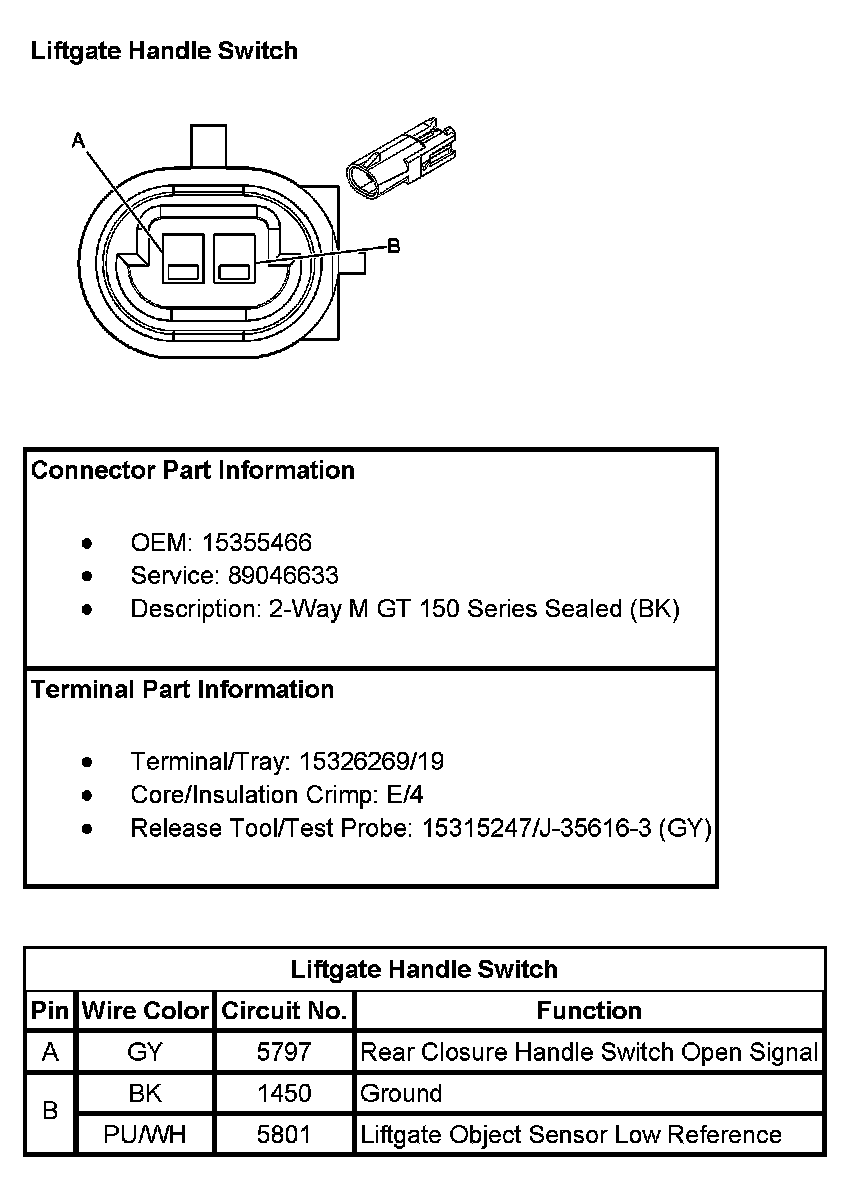 Liftgate Handle Switch
A
B
Connector Part Information
● OEM: 15355466
● Service: 89046633
● Description: 2-Way M GT 150 Series Sealed (BK)
Terminal Part Information
● Terminal/Tray: 15326269/19
● Core/Insulation Crimp: E/4
● Release Tool/Test Probe: 15315247/J-35616-3 (GY)
Liftgate Handle Switch
Pin Wire Color Circuit No. Function
A GY 5797 Rear Closure Handle Switch Open Signal
B BK 1450 Ground
PU/WH 5801 Liftgate Object Sensor Low Reference